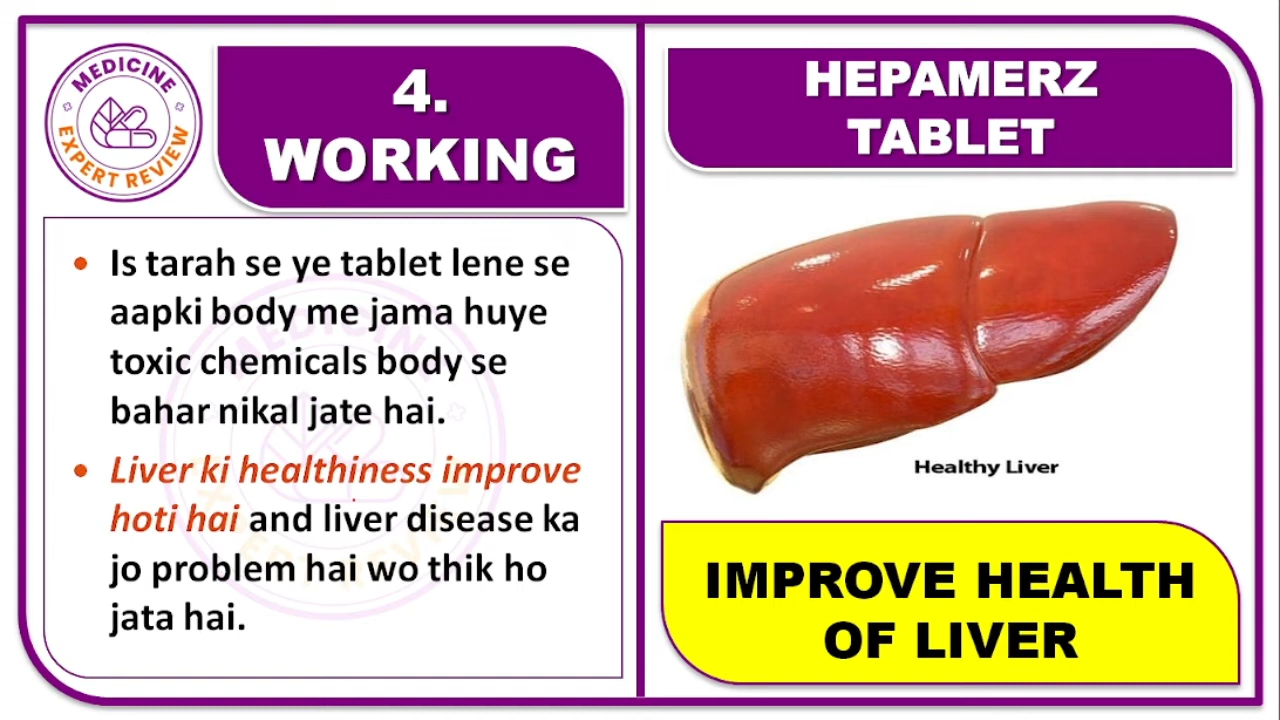 MEDICINE
EXPERT REVIEW
4.
WORKING
Is tarah se ye tablet lene se
aapki body me jama huye
toxic chemicals body se
bahar nikal jate hai.
Liver ki healthiness improve
hoti hai and liver disease ka
jo problem hai wo thik ho
jata hai.
HEPAMERZ
TABLET
Healthy Liver
IMPROVE HEALTH
OF LIVER